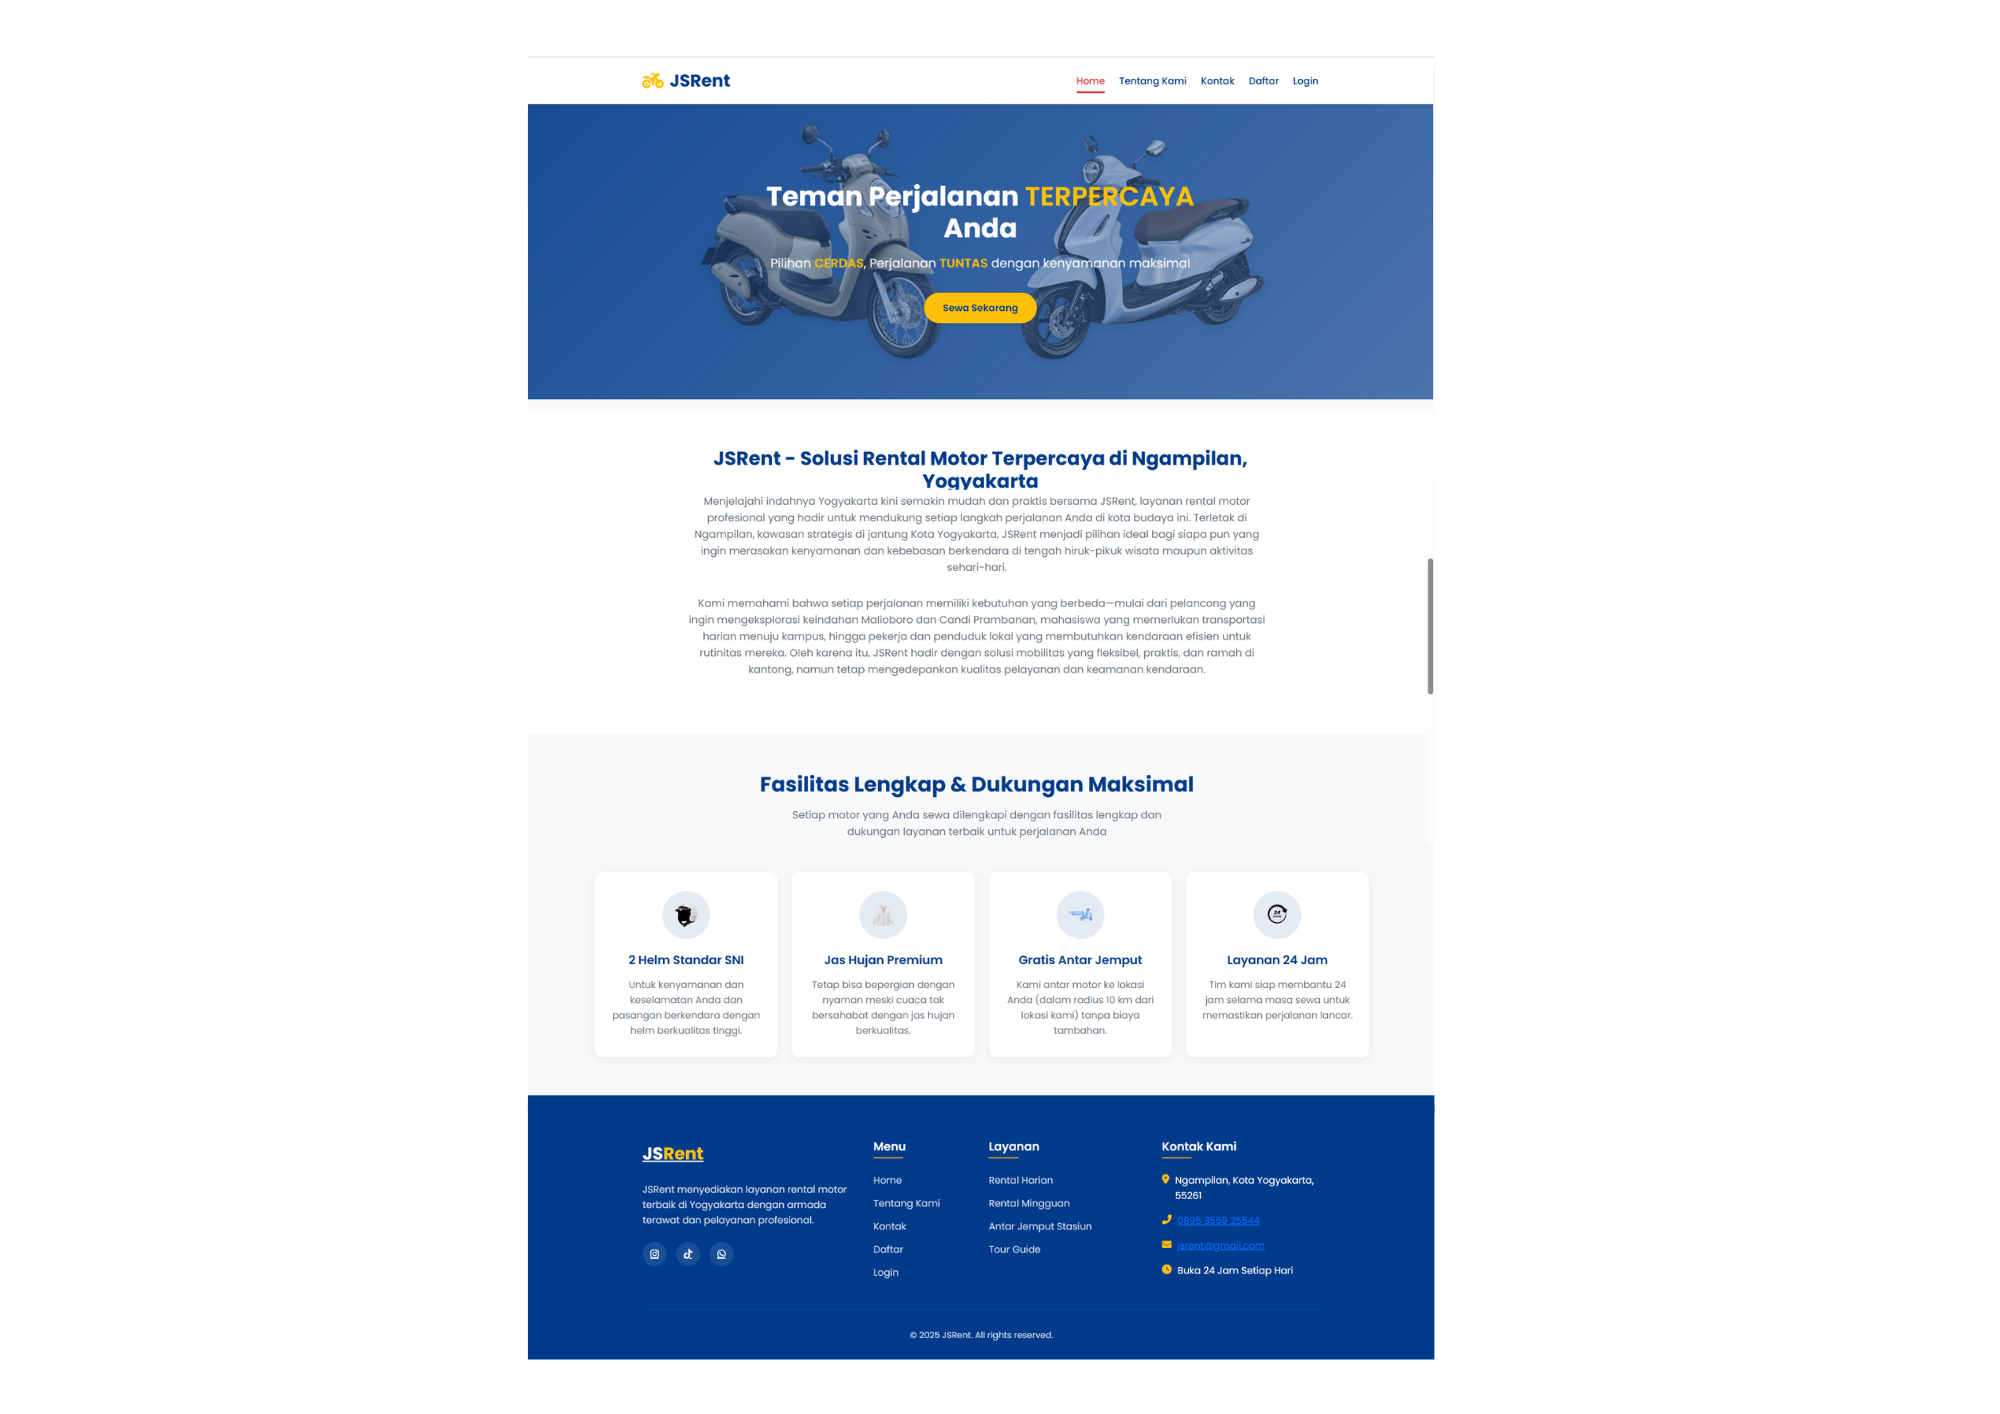 JSRent
Home Tentang Kami Kontak Daftar Login
Teman Perjalanan TERPERCAYA
Anda
Pilihan CERDAS, Perjalanan TUNTAS dengan kenyamanan maksimal
Sewa Sekarang
JSRent - Solusi Rental Motor Terpercaya di Ngampilan,
Yogyakarta
Menjelajahi indahnya Yogyakarta kini semakin mudah dan praktis bersama JSRent, layanan rental motor
profesional yang hadir untuk mendukung setiap langkah perjalanan Anda di kota budaya ini. Terletak di
Ngampilan, kawasan strategis di jantung Kota Yogyakarta, JSRent menjadi pilihan ideal bagi siapa pun yang
ingin merasakan kenyamanan dan kebebasan berkendara di tengah hiruk-pikuk wisata maupun aktivitas
sehari-hari.
Kami memahami bahwa setiap perjalanan memiliki kebutuhan yang berbeda—mulai dari pelancong yang
ingin mengeksplorasi keindahan Malioboro dan Candi Prambanan, mahasiswa yang memerlukan transportasi
harian menuju kampus, hingga pekerja dan penduduk lokal yang membutuhkan kendaraan efisien untuk
rutinitas mereka. Oleh karena itu, JSRent hadir dengan solusi mobilitas yang fleksibel, praktis, dan ramah di
kantong, namun tetap mengedepankan kualitas pelayanan dan keamanan kendaraan.
Fasilitas Lengkap & Dukungan Maksimal
Setiap motor yang Anda sewa dilengkapi dengan fasilitas lengkap dan
dukungan layanan terbaik untuk perjalanan Anda
2 Helm Standar SNI
Untuk kenyamanan dan
keselamatan Anda dan
pasangan berkendara dengan
helm berkualitas tinggi.
Jas Hujan Premium
Tetap bisa bepergian dengan
nyaman meski cuaca tak
bersahabat dengan jas hujan
berkualitas.
Gratis Antar Jemput
Kami antar motor ke lokasi
Anda (dalam radius 10 km dari
lokasi kami) tanpa biaya
tambahan.
24
Layanan 24 Jam
Tim kami siap membantu 24
jam selama masa sewa untuk
memastikan perjalanan lancar.
JSRent
JSRent menyediakan layanan rental motor
terbaik di Yogyakarta dengan armada
terawat dan pelayanan profesional.
Menu
Home
Tentang Kami
Kontak
Daftar
Login
Layanan
Rental Harian
Rental Mingguan
Antar Jemput Stasiun
Tour Guide
Kontak Kami
Ngampilan, Kota Yogyakarta,
55261
0895 3559 25544
jsrent@gmail.com
Buka 24 Jam Setiap Hari
© 2025 JSRent. All rights reserved.